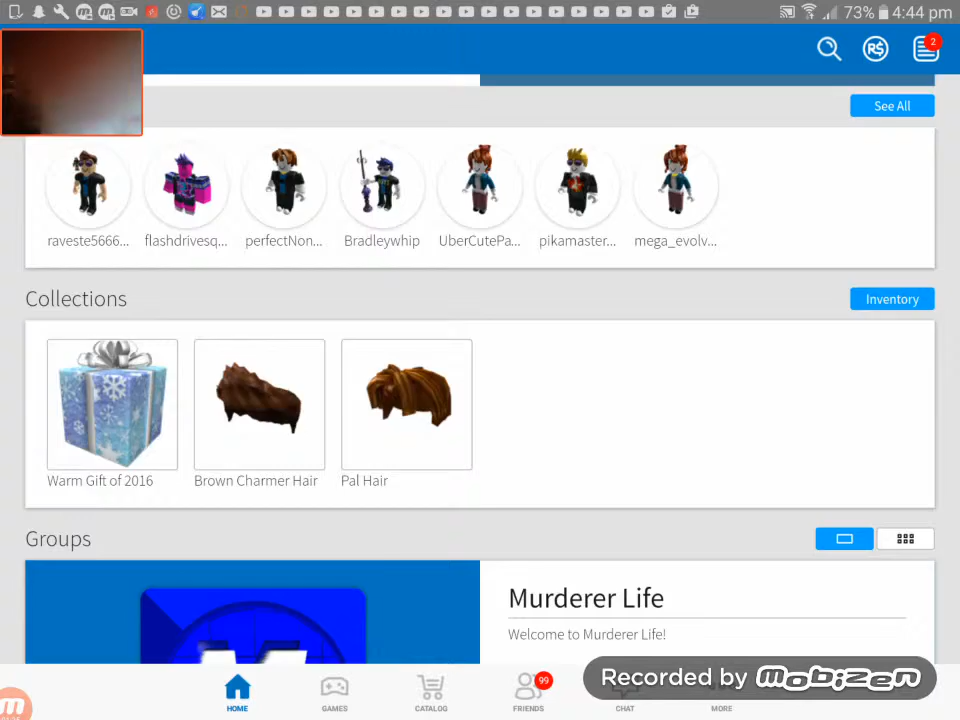 73% 4:44 pm
R$
2
See All
raveste5666...
flashdrivesq...
perfectNon...
Bradleywhip
UberCutePa...
pikamaster...
mega_evolv...
Collections
Inventory
Warm Gift of 2016
Brown Charmer Hair
Pal Hair
Groups
Murderer Life
Welcome to Murderer Life!
99
HOME
GAMES
CATALOG
FRIENDS
CHAT
MORE
Recorded by mobizen